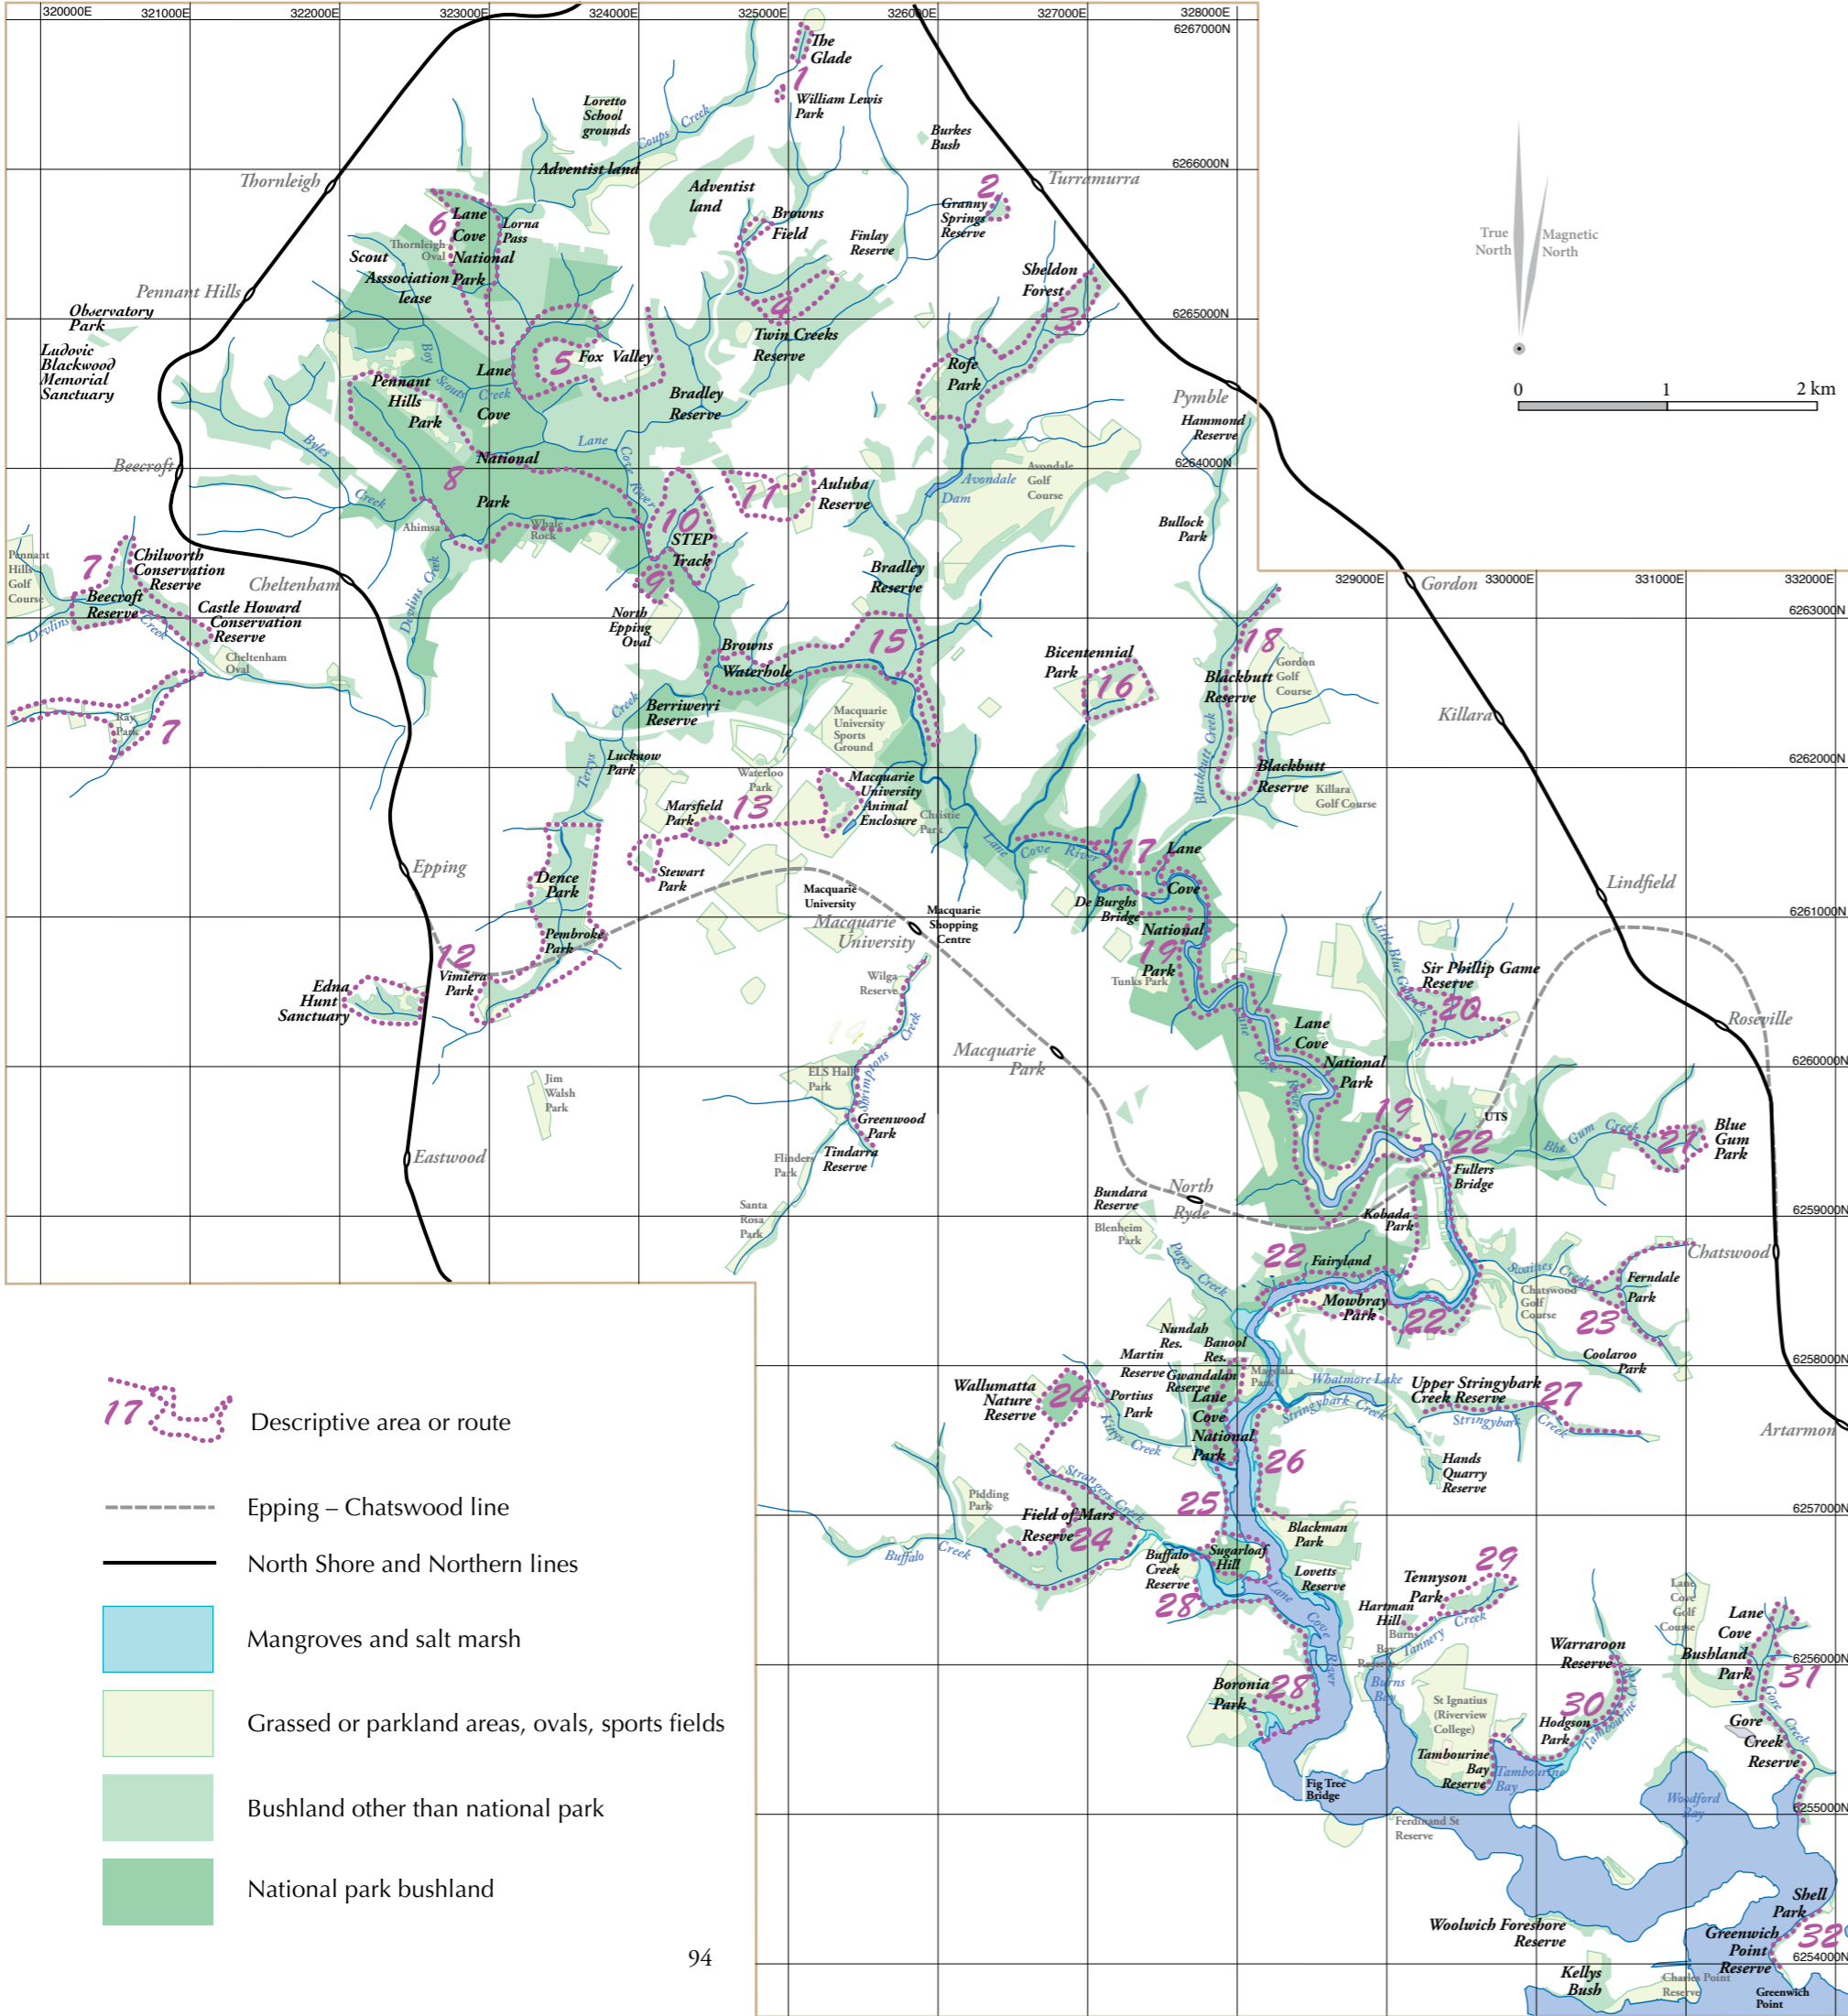 320000E
321000E
322000E
323000E
324000E
325000E
326000E
327000E
328000E
6267000N
The
Glade
1
William Lewis
Park
Loretto
School
grounds
Coups Creek
Burkes
Bush
6266000N
Adventist land
Thornleigh
Turramurra
Adventist
land
2
Granny
Springs
Reserve
6
Lane
Cove
National
Park
Lorna
Pass
Browns
Field
Thornleigh
Oval
Finlay
Reserve
Scout
Asssociation
lease
True
North
Magnetic
North
Sheldon
Forest
3
Pennant Hills
Observatory
Park
4
6265000N
Twin Creeks
Reserve
Ludovic
Blackwood
Memorial
Sanctuary
5
Fox Valley
Boy
Scouts
Creek
Rofe
Park
Lane
Cove
National
Park
Pennant
Hills
Park
Bradley
Reserve
0
1
2 km
Pymble
Hammond
Reserve
Byles
Creek
Lane
Cove
River
Beecroft
6264000N
8
Avondale
Golf
Course
Avondale
Dam
11
Auluba
Reserve
Ahimsa
Whale
Rock
10
STEP
Track
Bullock
Park
Pennant
Hills
Golf
Course
7
Chilworth
Conservation
Reserve
Cheltenham
9
Bradley
Reserve
329000E
330000E
331000E
332000E
Gordon
Beecroft
Reserve
Castle Howard
Conservation
Reserve
Devlins
Creek
Devlins Creek
North
Epping
Oval
6263000N
Cheltenham
Oval
Browns
Waterhole
15
Bicentennial
Park
16
18
Gordon
Golf
Course
Blackbutt
Reserve
Ray
Park
7
Berriwerri
Reserve
Creek
Terrys
Macquarie
University
Sports
Ground
Killara
Blackbutt Creek
Lucknow
Park
6262000N
Waterloo
Park
Macquarie
University
Animal
Enclosure
Blackbutt
Reserve
Killara
Golf Course
Marsfield
Park
13
Christie
Park
Lane
Cove
River
17
Lane
Cove
National
Park
Epping
Stewart
Park
Dence
Park
Macquarie
University
Macquarie
University
Macquarie
Shopping
Centre
De Burghs
Bridge
Lindfield
6261000N
Pembroke
Park
12
Vimiera
Park
Edna
Hunt
Sanctuary
Wilga
Reserve
19
Tunks Park
Little Blue Gum Ck
Sir Phillip Game
Reserve
20
14
Shrimptons
Creek
Macquarie
Park
Lane
Cove
National
Park
Lane
Cove
River
Roseville
6260000N
ELS Hall
Park
Jim
Walsh
Park
Greenwood
Park
Tindarra
Reserve
19
UTS
22
Blue Gum Creek
21
Blue
Gum
Park
Flinders
Park
Eastwood
Fullers
Bridge
Santa
Rosa
Park
Bundara
Reserve
North
Ryde
Blenheim
Park
Kobada
Park
6259000N
Pages
Creek
22
Fairyland
Swaines Creek
Chatswood
Chatswood
Golf
Course
Ferndale
Park
Mowbray
Park
22
23
Nundah
Res.
Banool
Res.
Coolaroo
Park
6258000N
Martin
Reserve
Gwandalan
Reserve
Magdala
Park
Whatmore Lake
Upper Stringybark
Creek Reserve
27
Wallumatta
Nature
Reserve
24
Portius
Park
Kittys
Creek
Lane
Cove
National
Park
Stringybark Creek
Stringybark
Creek
Artarmon
26
Hands
Quarry
Reserve
Strangers Creek
Pidding
Park
25
6257000N
Field of Mars
Reserve
24
Buffalo
Creek
Buffalo
Creek
Reserve
Sugarloaf
Hill
Blackman
Park
Lovetts
Reserve
29
Tennyson
Park
28
Lane
Cove
River
Hartman
Hill
Burns
Bay
Reserve
Tannery Creek
Lane
Cove
Golf
Course
Lane
Cove
Bushland
Park
31
6256000N
Warraroon
Reserve
Boronia
Park
28
Burns
Bay
St Ignatius
(Riverview
College)
30
Hodgson
Park
Tambourine Creek
Gore
Creek
Gore
Creek
Reserve
Tambourine
Bay
Reserve
Tambourine
Bay
Fig Tree
Bridge
Woodford
Bay
6255000N
Ferdinand St
Reserve
Shell
Park
Woolwich Foreshore
Reserve
Greenwich
Point
Reserve
32
6254000N
Kellys
Bush
Charles Point
Reserve
Greenwich
Point
17
Descriptive area or route
Epping – Chatswood line
North Shore and Northern lines
Mangroves and salt marsh
Grassed or parkland areas, ovals, sports fields
Bushland other than national park
National park bushland
94